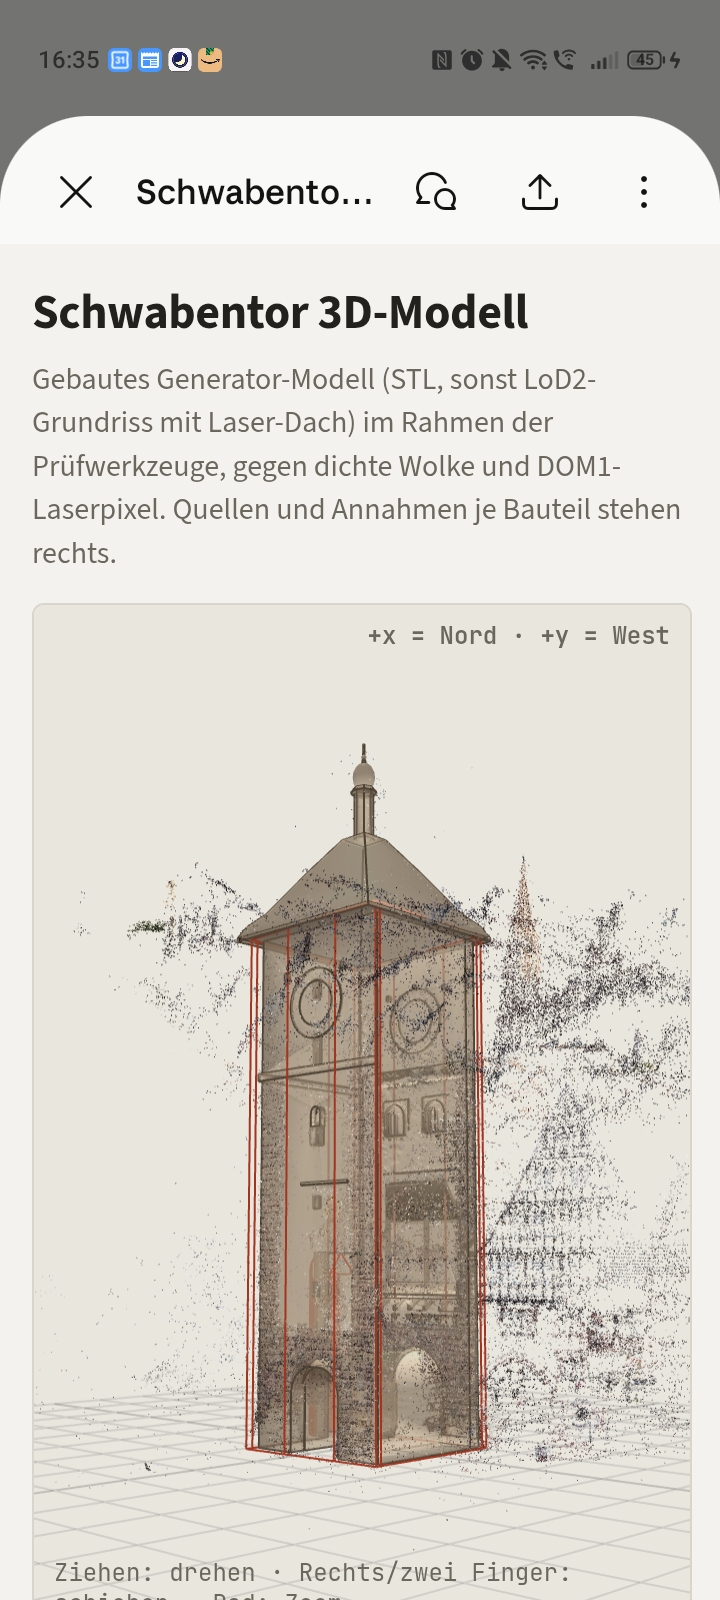 16:35
31
45
Schwabento...
Schwabentor 3D-Modell
Gebautes Generator-Modell (STL, sonst LoD2-
Grundriss mit Laser-Dach) im Rahmen der
Prüfwerkzeuge, gegen dichte Wolke und DOM1-
Laserpixel. Quellen und Annahmen je Bauteil stehen
rechts.
+x = Nord · +y = West
Ziehen: drehen · Rechts/zwei Finger: